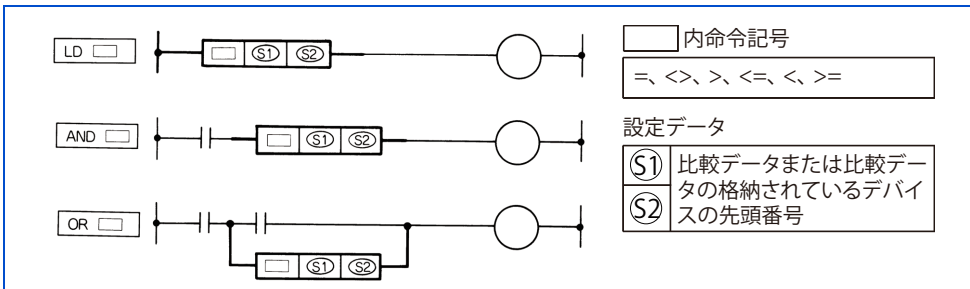 LD
S1 S2
内命令記号
=、<>、>、<=、<、>=
AND
S1 S2
設定データ
S1
S2
比較データまたは比較デー
タの格納されているデバイ
スの先頭番号
OR
S1 S2